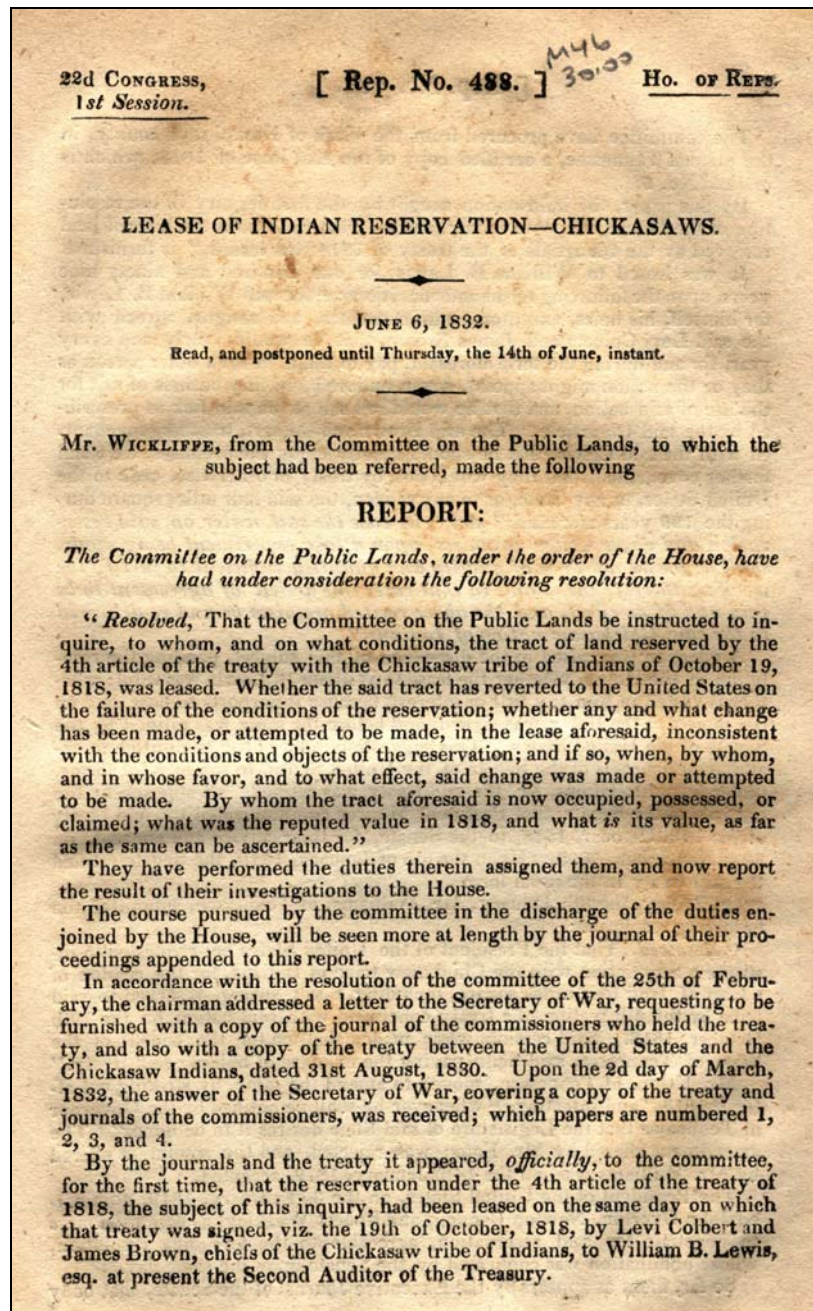 M46
30.00
22d CONGRESS,
1st Session.
[ Rep. No. 488. ]
Ho. OF REPS.
LEASE OF INDIAN RESERVATION—CHICKASAWS.
JUNE 6, 1832.
Read, and postponed until Thursday, the 14th of June, instant.
Mr. WICKLIFFE, from the Committee on the Public Lands, to which the
subject had been referred, made the following
REPORT:
The Committee on the Public Lands, under the order of the House, have
had under consideration the following resolution:
“Resolved, That the Committee on the Public Lands be instructed to in-
quire, to whom, and on what conditions, the tract of land reserved by the
4th article of the treaty with the Chickasaw tribe of Indians of October 19,
1818, was leased. Whether the said tract has reverted to the United States on
the failure of the conditions of the reservation; whether any and what change
has been made, or attempted to be made, in the lease aforesaid, inconsistent
with the conditions and objects of the reservation; and if so, when, by whom,
and in whose favor, and to what effect, said change was made or attempted
to be made. By whom the tract aforesaid is now occupied, possessed, or
claimed; what was the reputed value in 1818, and what is its value, as far
as the same can be ascertained.”
They have performed the duties therein assigned them, and now report
the result of their investigations to the House.
The course pursued by the committee in the discharge of the duties en-
joined by the House, will be seen more at length by the journal of their pro-
ceedings appended to this report.
In accordance with the resolution of the committee of the 25th of Febru-
ary, the chairman addressed a letter to the Secretary of War, requesting to be
furnished with a copy of the journal of the commissioners who held the trea-
ty, and also with a copy of the treaty between the United States and the
Chickasaw Indians, dated 31st August, 1830. Upon the 2d day of March,
1832, the answer of the Secretary of War, covering a copy of the treaty and
journals of the commissioners, was received; which papers are numbered 1,
2, 3, and 4.
By the journals and the treaty it appeared, officially, to the committee,
for the first time, that the reservation under the 4th article of the treaty of
1818, the subject of this inquiry, had been leased on the same day on which
that treaty was signed, viz. the 19th of October, 1818, by Levi Colbert and
James Brown, chiefs of the Chickasaw tribe of Indians, to William B. Lewis,
esq. at present the Second Auditor of the Treasury.